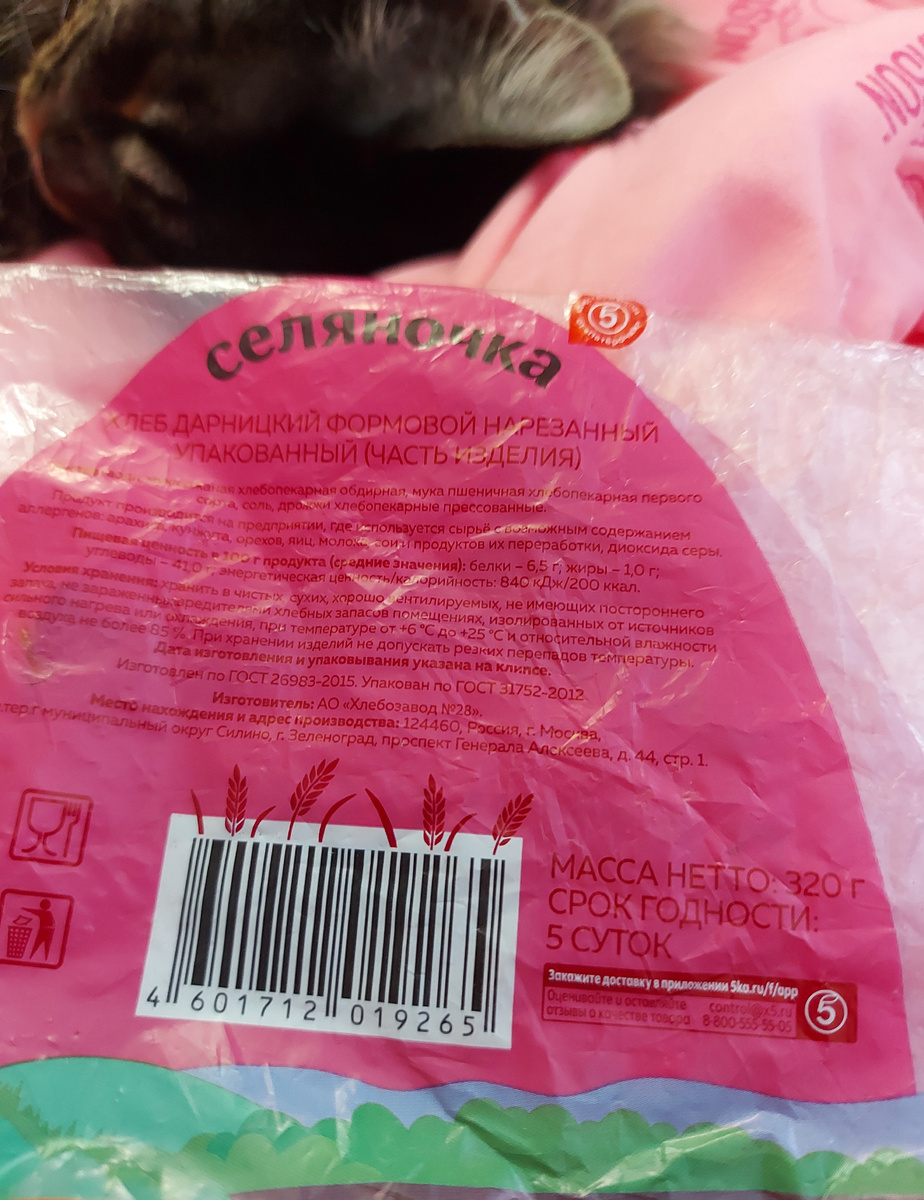 SSON
селяночка
5
ХЛЕБ ДАРНИЦКИЙ ФОРМОВОЙ НАРЕЗАННЫЙ
УПАКОВАННЫЙ (ЧАСТЬ ИЗДЕЛИЯ)
хлебопекарная обдирная, мука пшеничная хлебопекарная первого
сорта, соль, дрожжи хлебопекарные прессованные.
Продукт производится на предприятии, где используется сырьё с возможным содержанием
аллергенов: арахиса, кунжута, орехов, яиц, молока, сои и продуктов их переработки, диоксида серы.
Пищевая ценность в 100 г продукта (средние значения): белки – 6,5 г; жиры – 1,0 г;
углеводы – 41,0 г, энергетическая ценность/калорийность: 840 кДж/200 ккал.
Условия хранения: хранить в чистых, сухих, хорошо вентилируемых, не имеющих постороннего
запаха, не зараженных вредителями хлебных запасов помещениях, изолированных от источников
сильного нагрева или охлаждения, при температуре от +6 °C до +25 °C и относительной влажности
воздуха не более 85 %. При хранении изделий не допускать резких перепадов температуры.
Дата изготовления и упаковывания указана на клипсе.
Изготовлен по ГОСТ 26983-2015. Упакован по ГОСТ 31752-2012
Изготовитель: АО «Хлебозавод №28».
Место нахождения и адрес производства: 124460, Россия, г. Москва,
муниципальный округ Силино, г. Зеленоград, проспект Генерала Алексеева, д. 44, стр. 1.
МАССА НЕТТО: 320 г
СРОК ГОДНОСТИ:
5 СУТОК
Закажите доставку в приложении 5ka.ru/f/app
Оценивайте и оставляйте control@x5.ru
отзывы о качестве товара 8-800-555-55-05
5
4 601712 019265